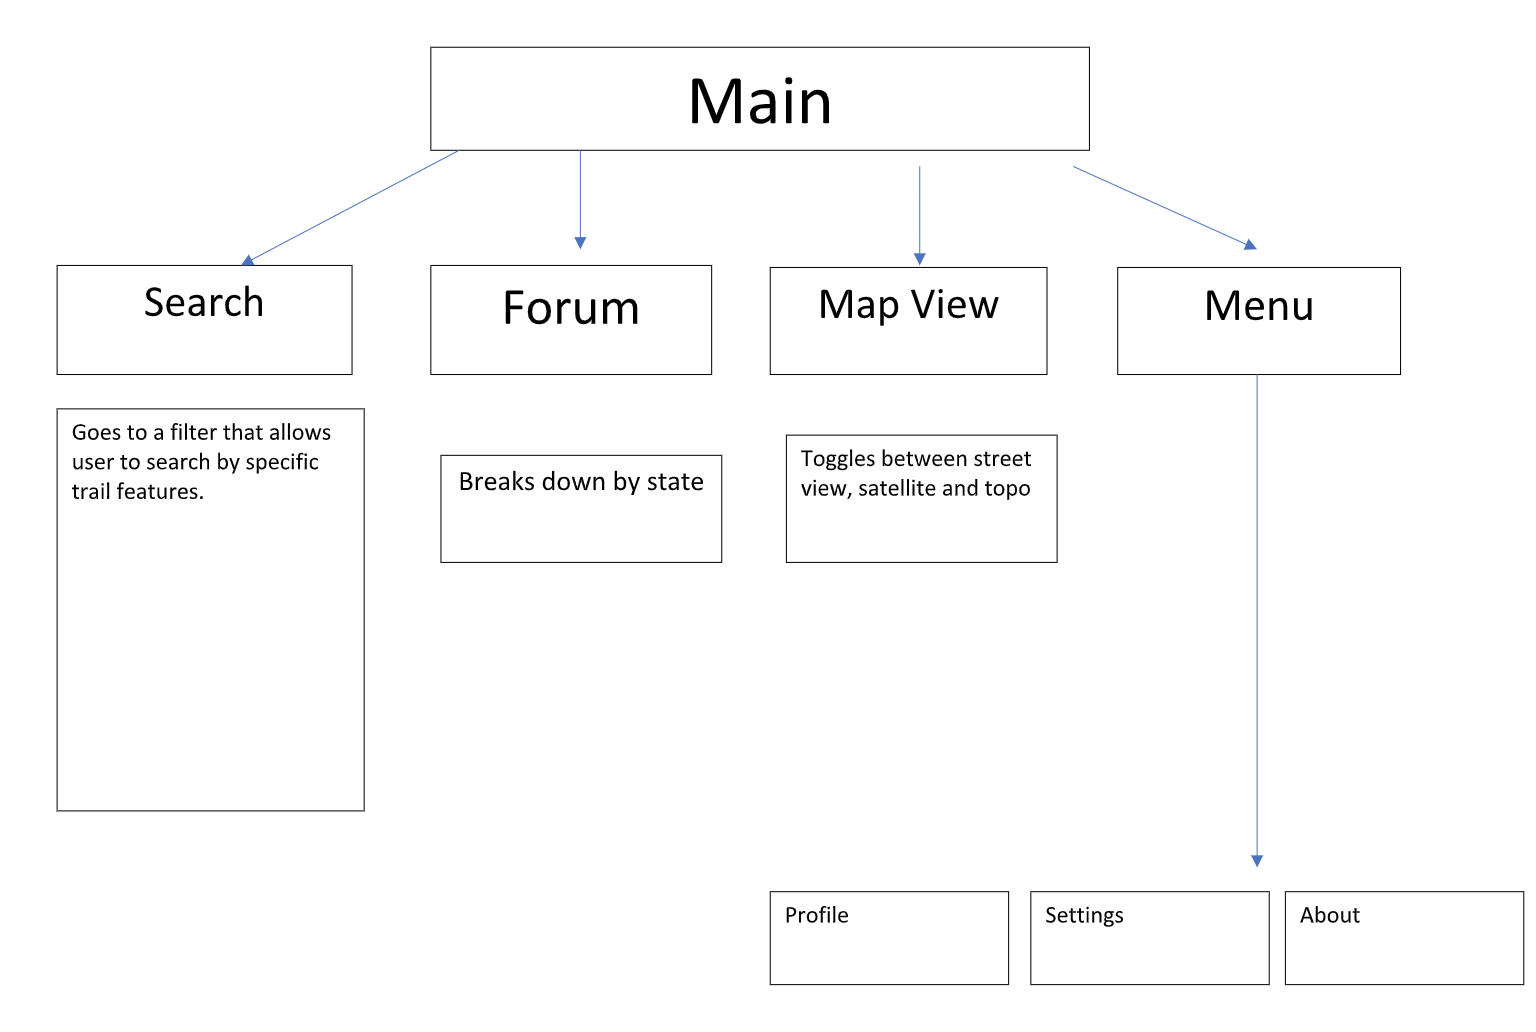 Main
Search
Forum
Map View
Menu
Goes to a filter that allows
user to search by specific
trail features.
Breaks down by state
Toggles between street
view, satellite and topo
Profile
Settings
About